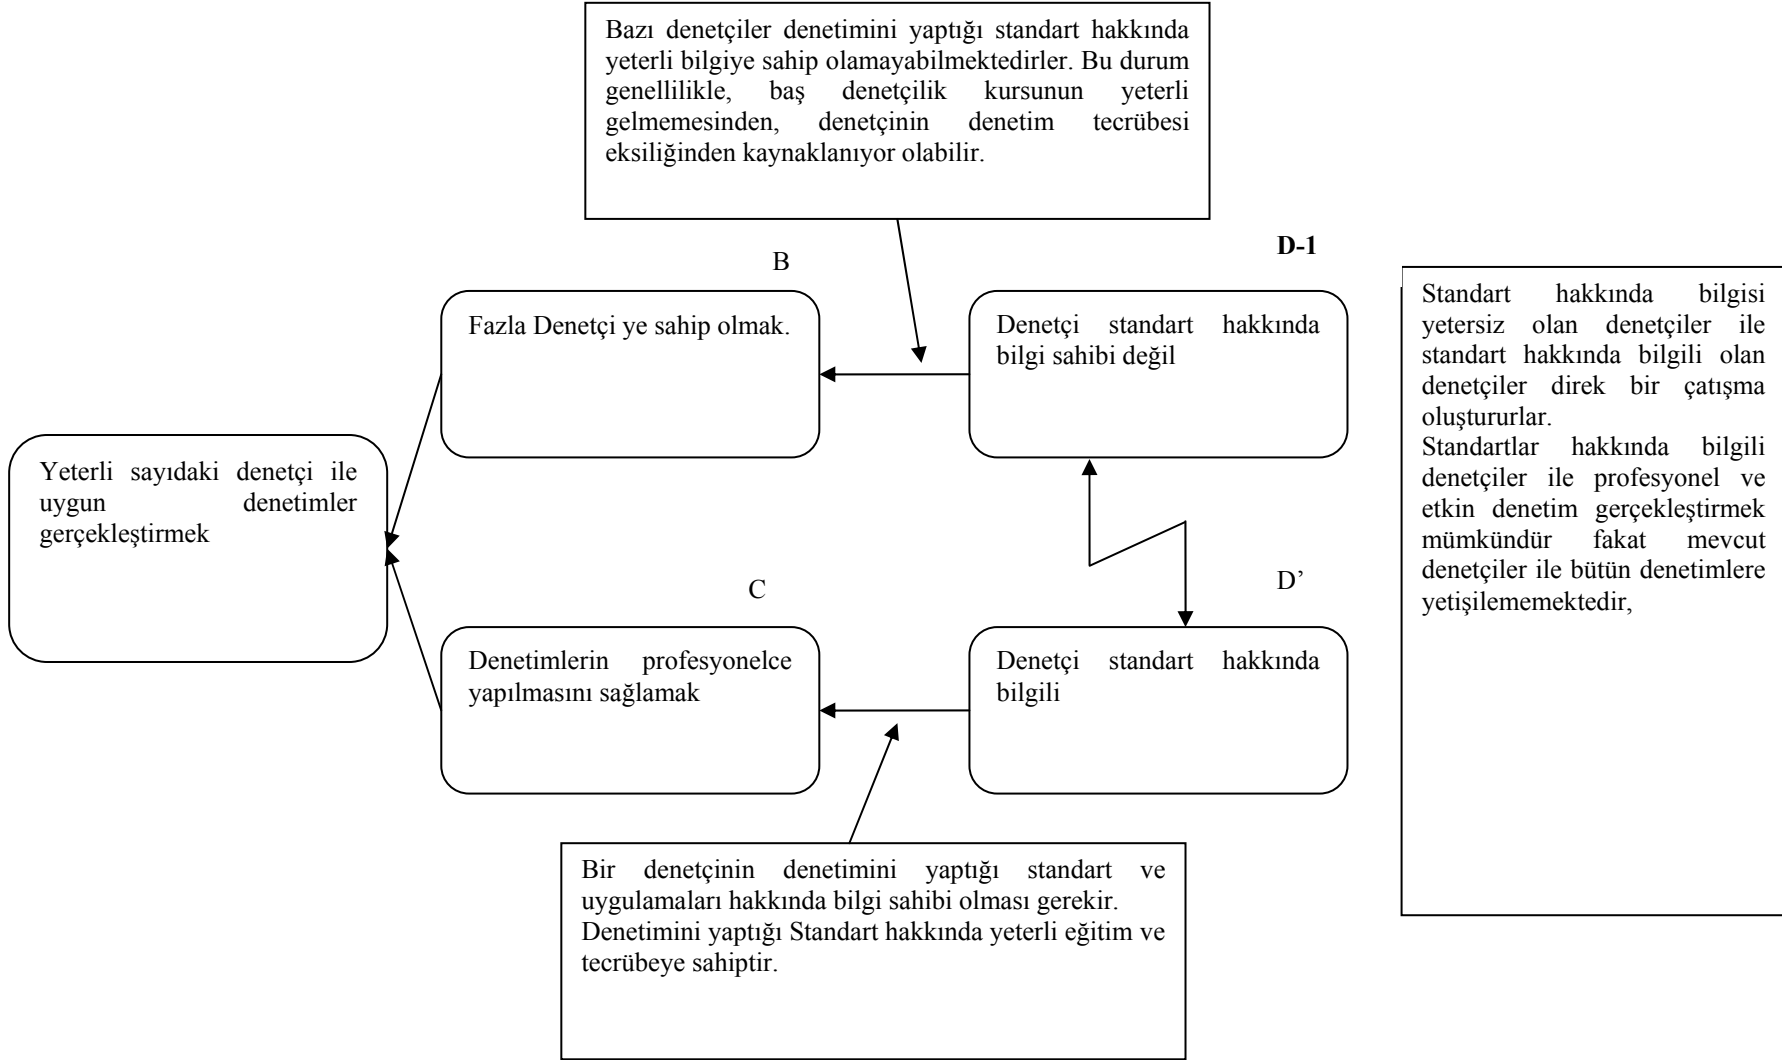 Bazı denetçiler denetimini yaptığı standart hakkında
yeterli bilgiye sahip olamayabilmektedirler. Bu durum
genellilikle, baş denetçilik kursunun yeterli
gelmemesinden, denetçinin denetim tecrübesi
eksiliğinden kaynaklanıyor olabilir.
D-1
B
Fazla Denetçi ye sahip olmak.
Denetçi standart hakkında
bilgi sahibi değil
Standart hakkında bilgisi
yetersiz olan denetçiler ile
standart hakkında bilgili olan
denetçiler direk bir çatışma
oluştururlar.
Standartlar hakkında bilgili
denetçiler ile profesyonel ve
etkin denetim gerçekleştirmek
mümkündür fakat mevcut
denetçiler ile bütün denetimlere
yetişilememektedir,
Yeterli sayıdaki denetçi ile
uygun denetimler
gerçekleştirmek
C
D’
Denetimlerin profesyonelce
yapılmasını sağlamak
Denetçi standart hakkında
bilgili
Bir denetçinin denetimini yaptığı standart ve
uygulamaları hakkında bilgi sahibi olması gerekir.
Denetimini yaptığı Standart hakkında yeterli eğitim ve
tecrübeye sahiptir.